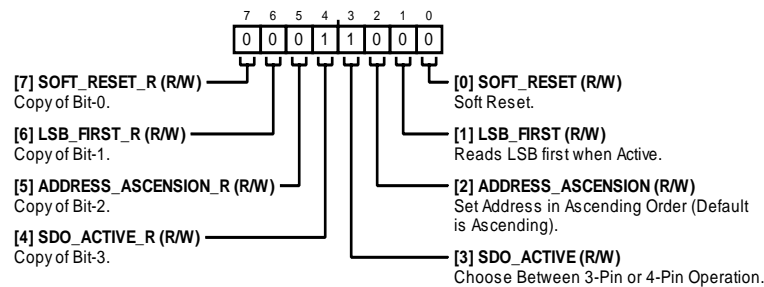 7 6 5 4 3 2 1 0
0 0 0 1 1 0 0 0
[7] SOFT_RESET_R (R/W)
Copy of Bit-0.
[6] LSB_FIRST_R (R/W)
Copy of Bit-1.
[5] ADDRESS_ASCENSION_R (R/W)
Copy of Bit-2.
[4] SDO_ACTIVE_R (R/W)
Copy of Bit-3.
[0] SOFT_RESET (R/W)
Soft Reset.
[1] LSB_FIRST (R/W)
Reads LSB first when Active.
[2] ADDRESS_ASCENSION (R/W)
Set Address in Ascending Order (Default
is Ascending).
[3] SDO_ACTIVE (R/W)
Choose Between 3-Pin or 4-Pin Operation.